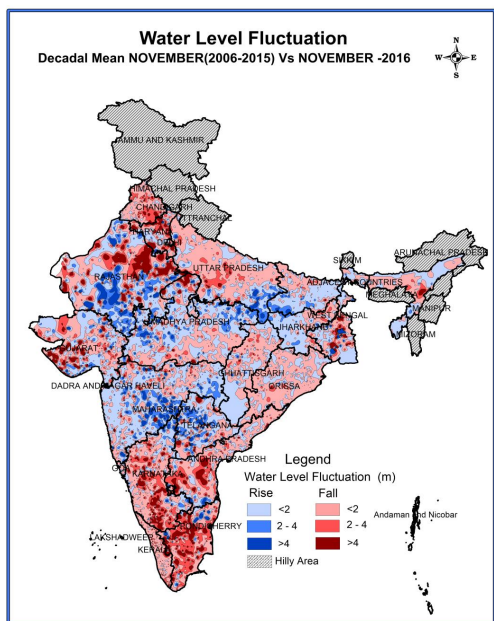 Water Level Fluctuation
Decadal Mean NOVEMBER(2006-2015) Vs NOVEMBER -2016
N
W E
S
JAMMU AND KASHMIR
HIMACHAL PRADESH
CHANDIGARH
UTTRANCHAL
HARYANA
DELHI
ARUNACHAL PRADESH
SIKKIM
UTTAR PRADESH
RAJASTHAN
ADJACENT COUNTRIES
MEGHALAYA
MANIPUR
WEST BENGAL
MADHYA PRADESH
JHARKHAND
MIZORAM
GUJARAT
CHHATTISGARH
DADRA AND NAGAR HAVELI
ORISSA
MAHARASHTRA
TELANGANA
ANDHRA PRADESH
GOA
KARNATAKA
PONDICHERRY
LAKSHADWEEP
KERALA
Andaman and Nicobar
Legend
Water Level Fluctuation (m)
Rise Fall
<2 <2
2 - 4 2 - 4
>4 >4
Hilly Area